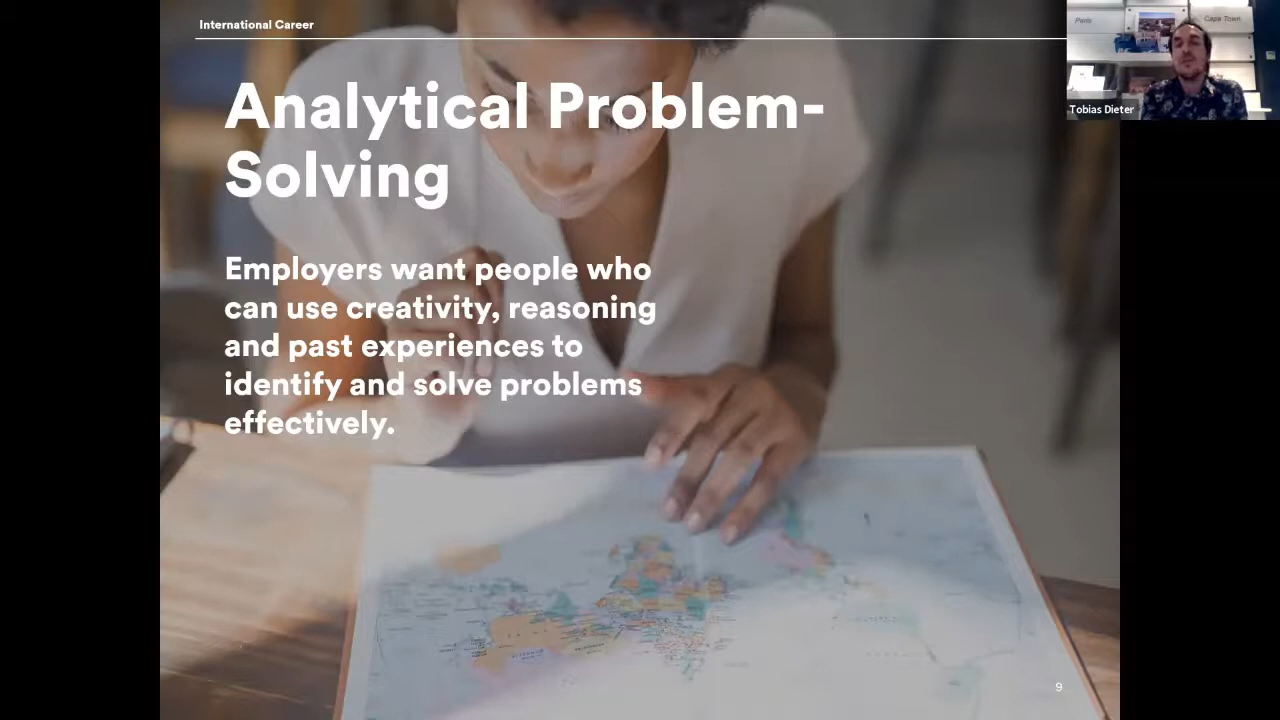 International Career
Analytical Problem-
Solving
Employers want people who
can use creativity, reasoning
and past experiences to
identify and solve problems
effectively.
9
Paris
Cape Town
Tobias Dieter